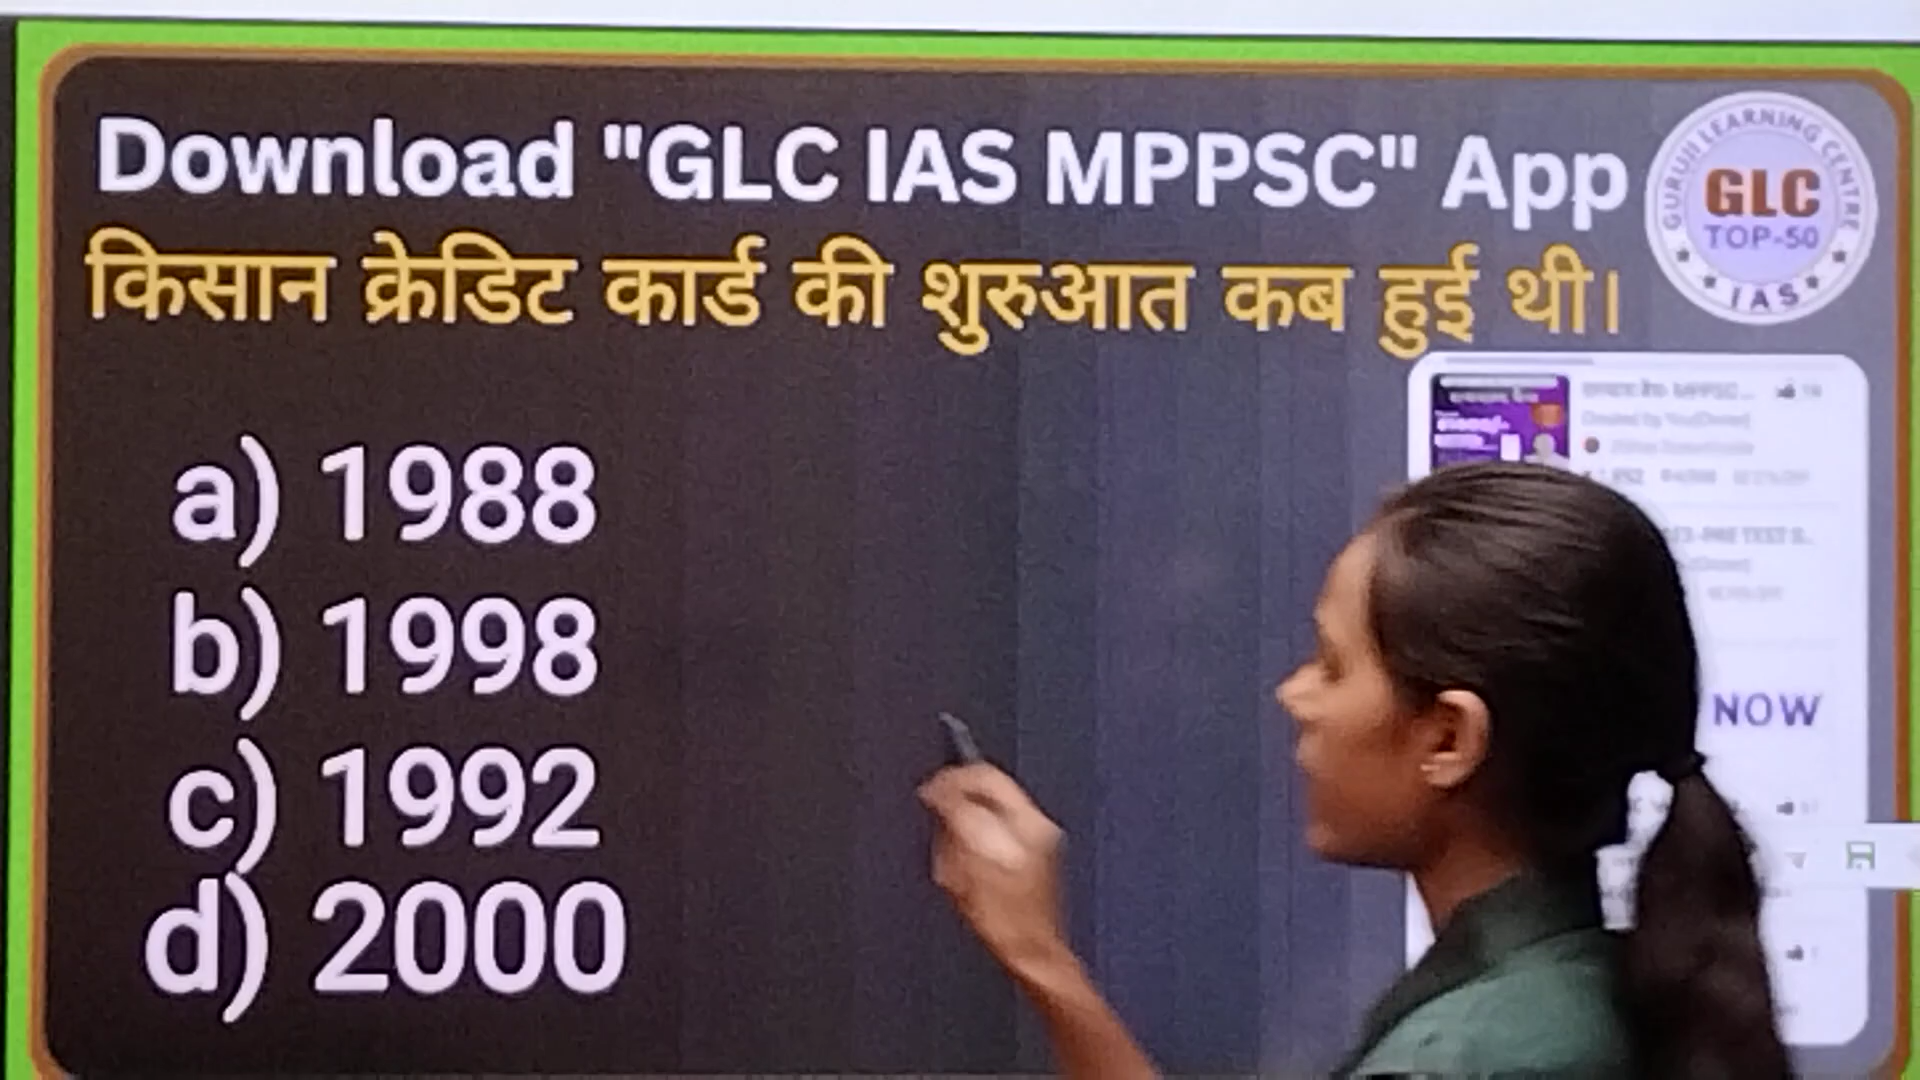 Download "GLC IAS MPPSC" App
किसान क्रेडिट कार्ड की शुरुआत कब हुई थी।
GURUJI LEARNING CENTRE
GLC
TOP-50
IAS
a) 1988
b) 1998
c) 1992
d) 2000
NOW